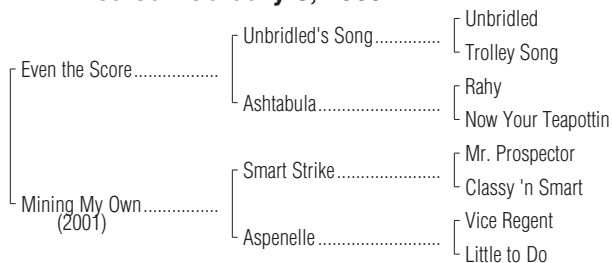 Unbridled
Unbridled's Song
Trolley Song
Even the Score
Rahy
Ashtabula
Now Your Teapottin
Mr. Prospector
Smart Strike
Classy 'n Smart
Mining My Own
(2001)
Vice Regent
Aspenelle
Little to Do